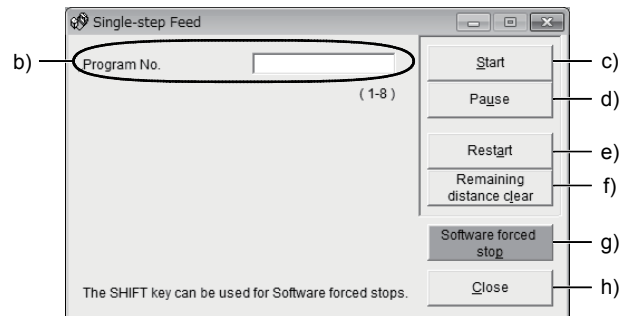 Single-step Feed
b)
Program No.
( 1-8 )
Start
c)
Pause
d)
Restart
e)
Remaining
distance clear
f)
Software forced
stop
g)
The SHIFT key can be used for Software forced stops.
Close
h)